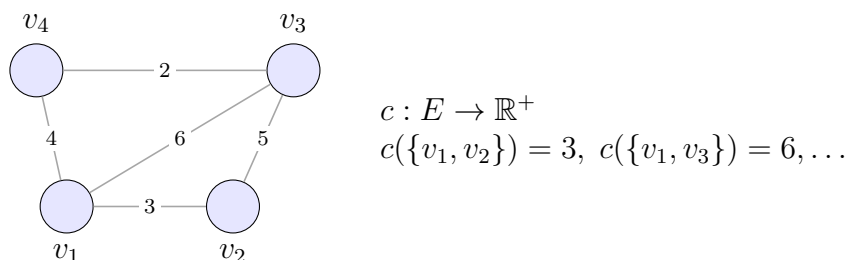 v₄
v₃
2
4
6
5
3
v₁
v₂
c : E → ℝ⁺
c({v₁, v₂}) = 3, c({v₁, v₃}) = 6, . . .